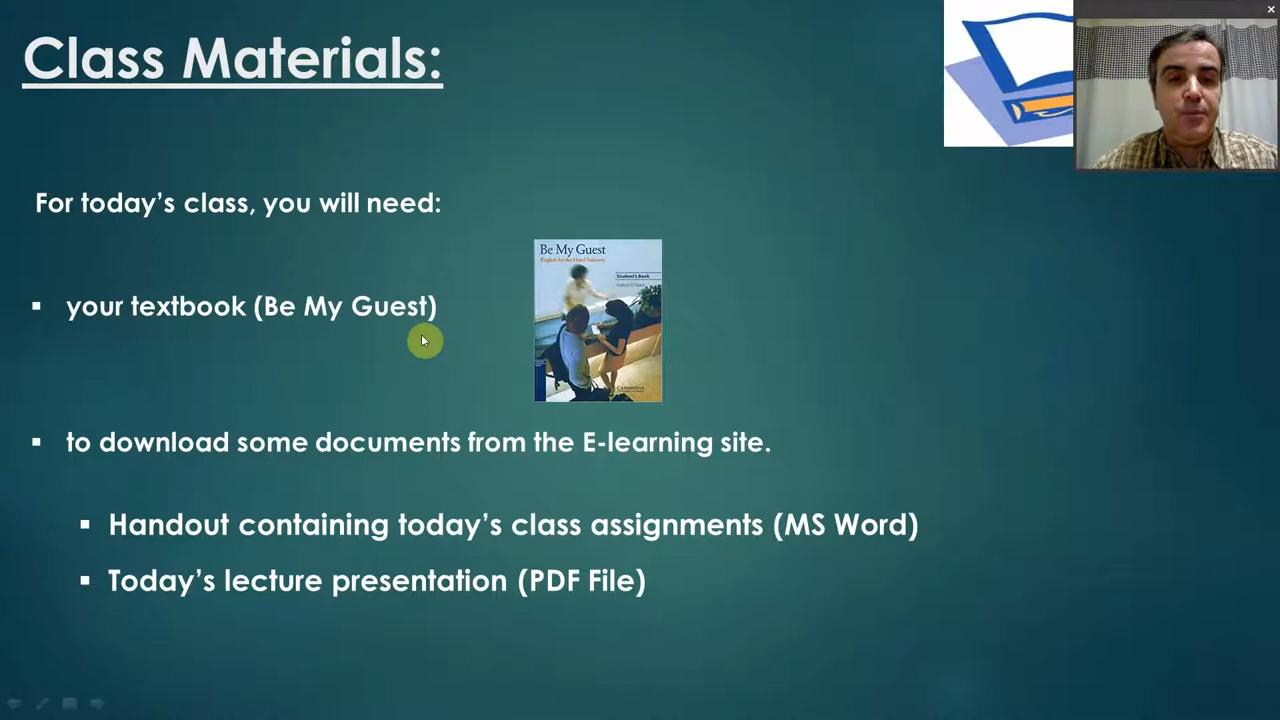 Class Materials:
For today's class, you will need:
Be My Guest
English for the Hotel Industry
Student's Book
Francis O'Hara
▪ your textbook (Be My Guest)
CAMBRIDGE
▪ to download some documents from the E-learning site.
▪ Handout containing today's class assignments (MS Word)
▪ Today's lecture presentation (PDF File)